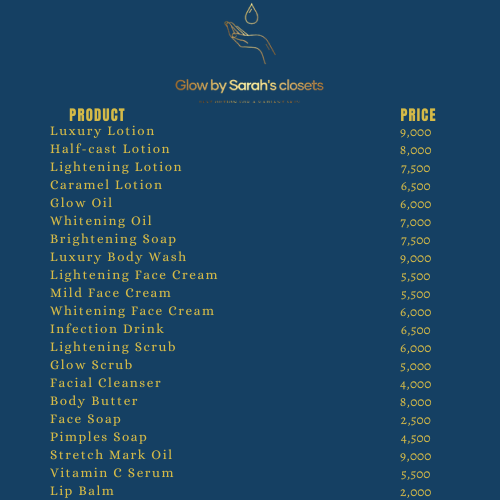 Glow by Sarah's closets
PRODUCT PRICE
Luxury Lotion 9,000
Half-cast Lotion 8,000
Lightening Lotion 7,500
Caramel Lotion 6,500
Glow Oil 6,000
Whitening Oil 7,000
Brightening Soap 7,500
Luxury Body Wash 9,000
Lightening Face Cream 5,500
Mild Face Cream 5,500
Whitening Face Cream 6,000
Infection Drink 6,500
Lightening Scrub 6,000
Glow Scrub 5,000
Facial Cleanser 4,000
Body Butter 8,000
Face Soap 2,500
Pimples Soap 4,500
Stretch Mark Oil 9,000
Vitamin C Serum 5,500
Lip Balm 2,000